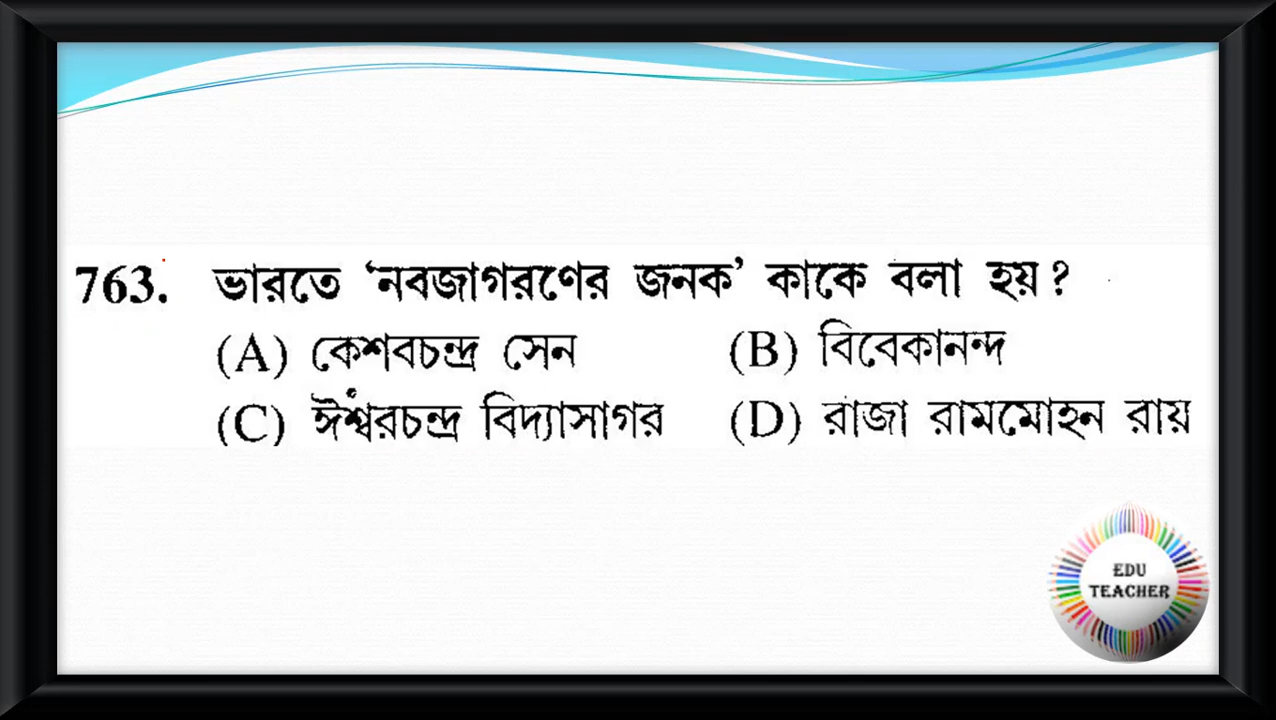 763. ভারতে ‘নবজাগরণের জনক’ কাকে বলা হয়?
(A) কেশবচন্দ্র সেন (B) বিবেকানন্দ
(C) ঈশ্বরচন্দ্র বিদ্যাসাগর (D) রাজা রামমোহন রায়
EDU
TEACHER